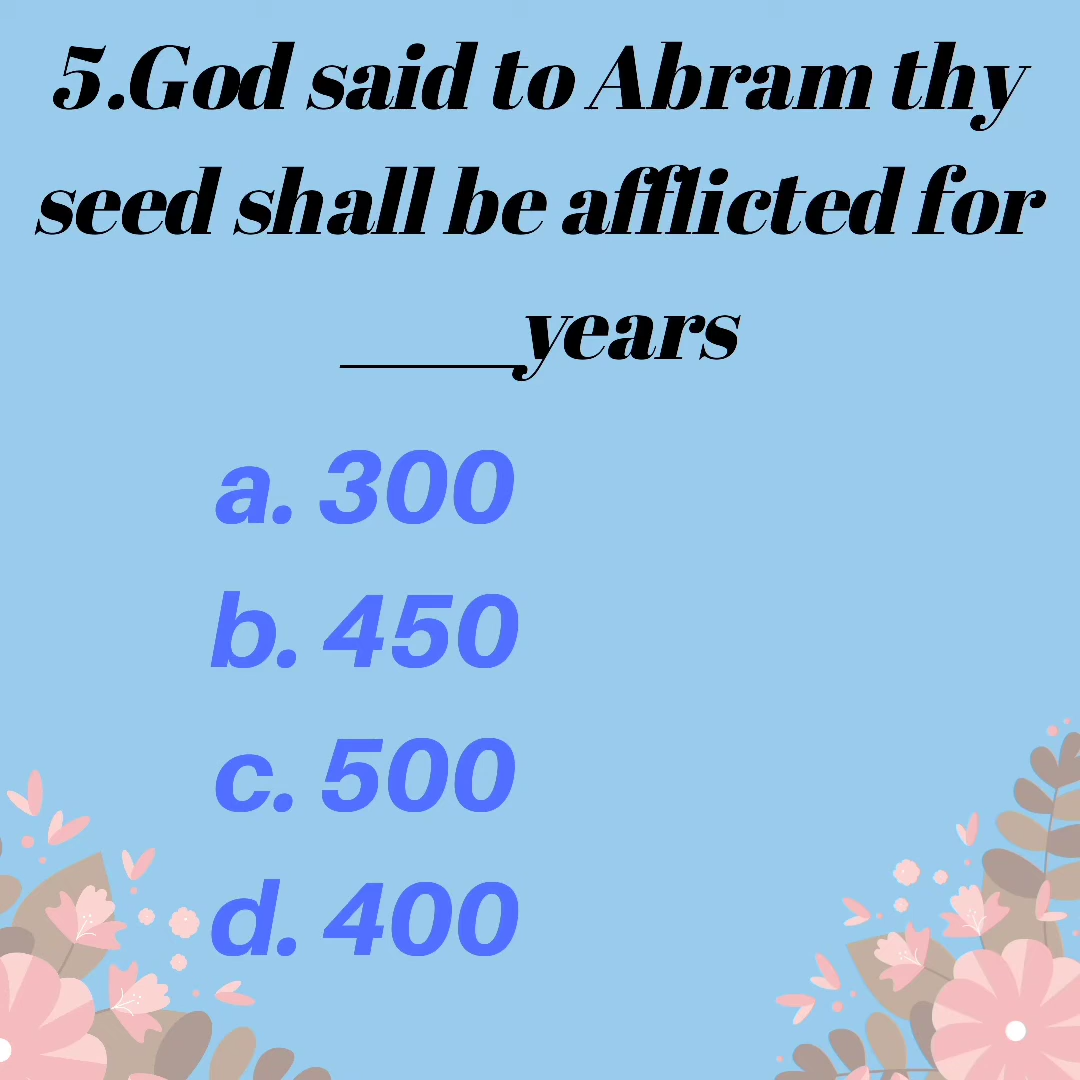 5.God said to Abram thy
seed shall be afflicted for
____years
a. 300
b. 450
c. 500
d. 400